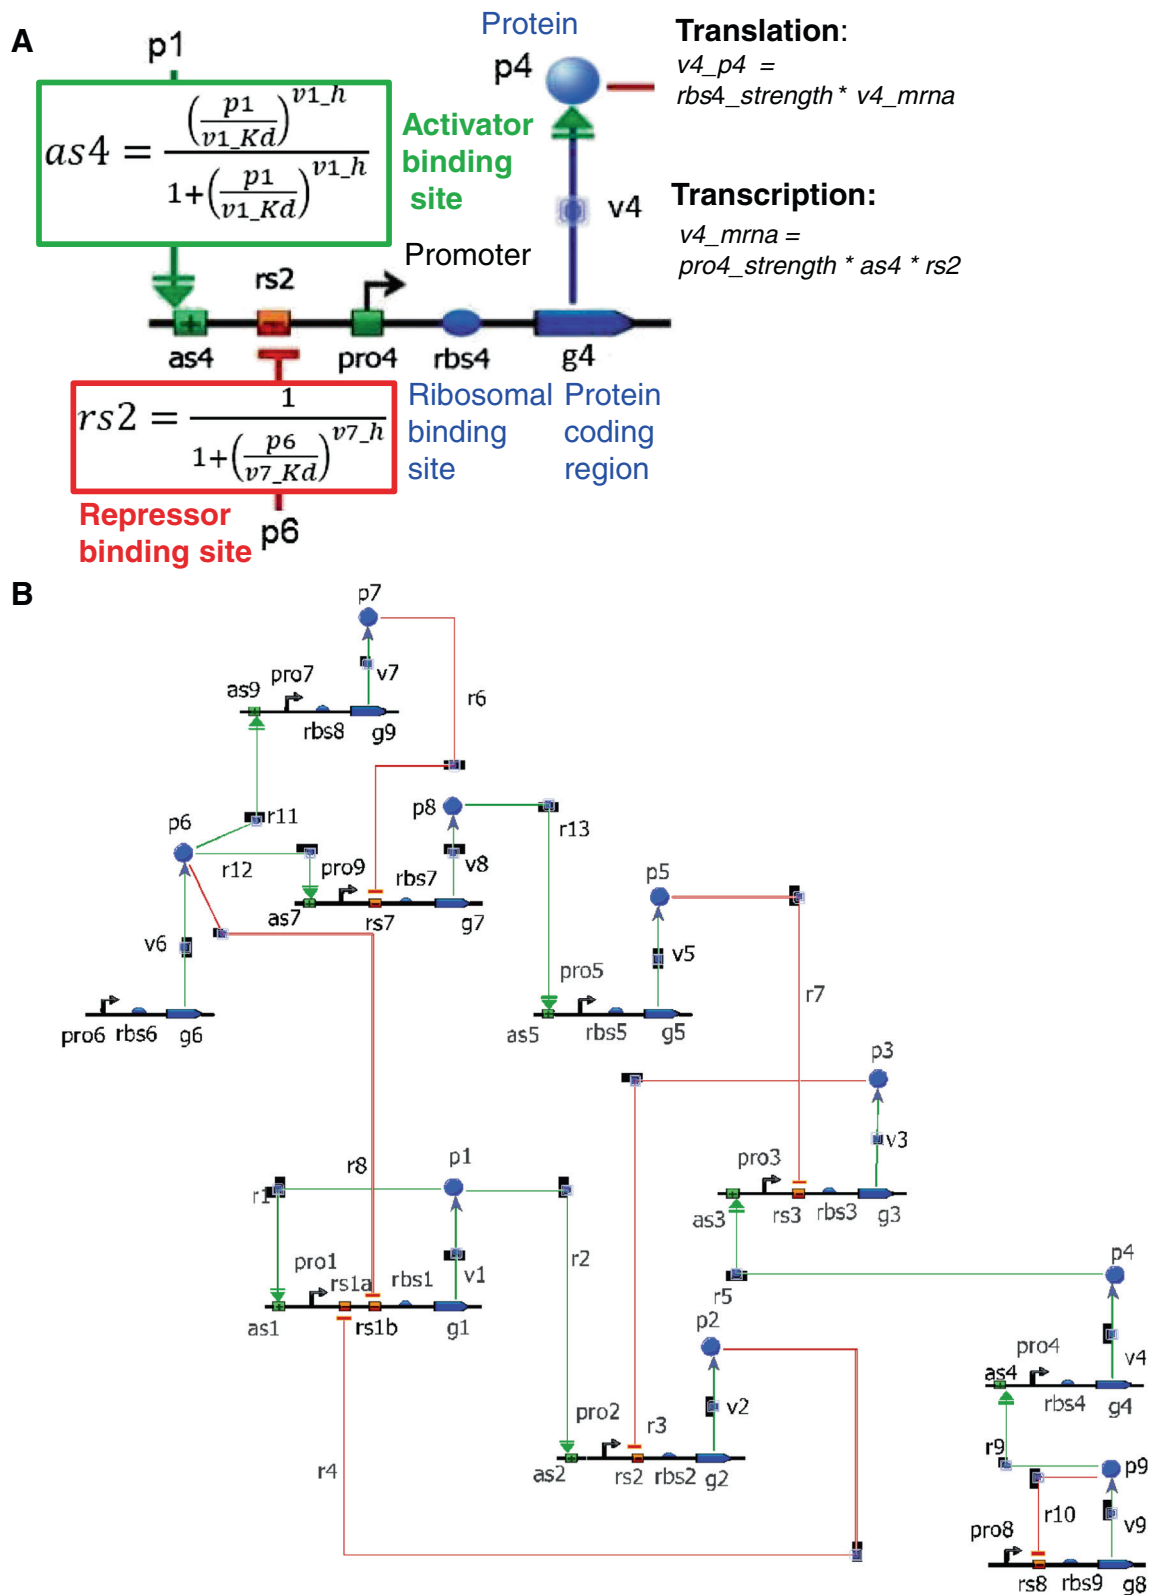 A
p1
as4 = (p1/v1_Kd)^v1_h / 1+(p1/v1_Kd)^v1_h
Activator
binding
site
Protein
p4
Translation:
v4_p4 =
rbs4_strength * v4_mrna
Transcription:
v4_mrna =
pro4_strength * as4 * rs2
v4
Promoter
rs2
as4
pro4
rbs4
g4
rs2 = 1 / 1+(p6/v7_Kd)^v7_h
Ribosomal
binding
site
Protein
coding
region
Repressor
binding site
p6
B
p7
v7
pro7
as9
rbs8
g9
r6
r11
p8
r13
p6
r12
pro9
rbs7
v8
as7
rs7
g7
p5
v6
v5
pro5
r7
pro6
rbs6
g6
as5
rbs5
g5
p3
v3
r8
p1
pro3
r1
as3
rs3
rbs3
g3
r2
pro1
rs1a
rbs1
v1
r5
p4
as1
rs1b
g1
p2
v4
pro4
as4
rbs4
g4
pro2
r3
v2
r4
as2
rs2
rbs2
g2
r9
p9
r10
v9
pro8
rs8
rbs9
g8